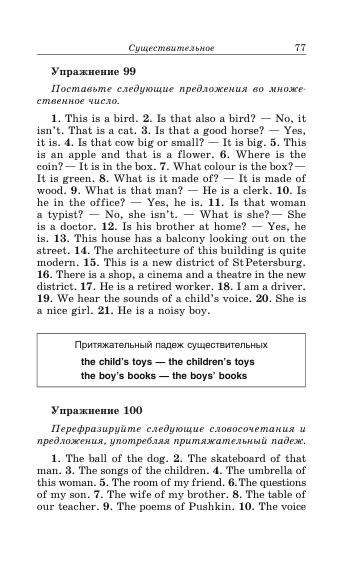 Существительное 77
Упражнение 99
Поставьте следующие предложения во множе-
ственное число.
1. This is a bird. 2. Is that also a bird? — No, it
isn't. That is a cat. 3. Is that a good horse? — Yes,
it is. 4. Is that cow big or small? — It is big. 5. This
is an apple and that is a flower. 6. Where is the
coin? — It is in the box. 7. What colour is the box? —
It is green. 8. What is it made of? — It is made of
wood. 9. What is that man? — He is a clerk. 10. Is
he in the office? — Yes, he is. 11. Is that woman
a typist? — No, she isn't. — What is she? — She
is a doctor. 12. Is his brother at home? — Yes, he
is. 13. This house has a balcony looking out on the
street. 14. The architecture of this building is quite
modern. 15. This is a new district of St Petersburg.
16. There is a shop, a cinema and a theatre in the new
district. 17. He is a retired worker. 18. I am a driver.
19. We hear the sounds of a child's voice. 20. She is
a nice girl. 21. He is a noisy boy.
Притяжательный падеж существительных
the child's toys — the children's toys
the boy's books — the boys' books
Упражнение 100
Перефразируйте следующие словосочетания и
предложения, употребляя притяжательный падеж.
1. The ball of the dog. 2. The skateboard of that
man. 3. The songs of the children. 4. The umbrella of
this woman. 5. The room of my friend. 6. The questions
of my son. 7. The wife of my brother. 8. The table of
our teacher. 9. The poems of Pushkin. 10. The voice